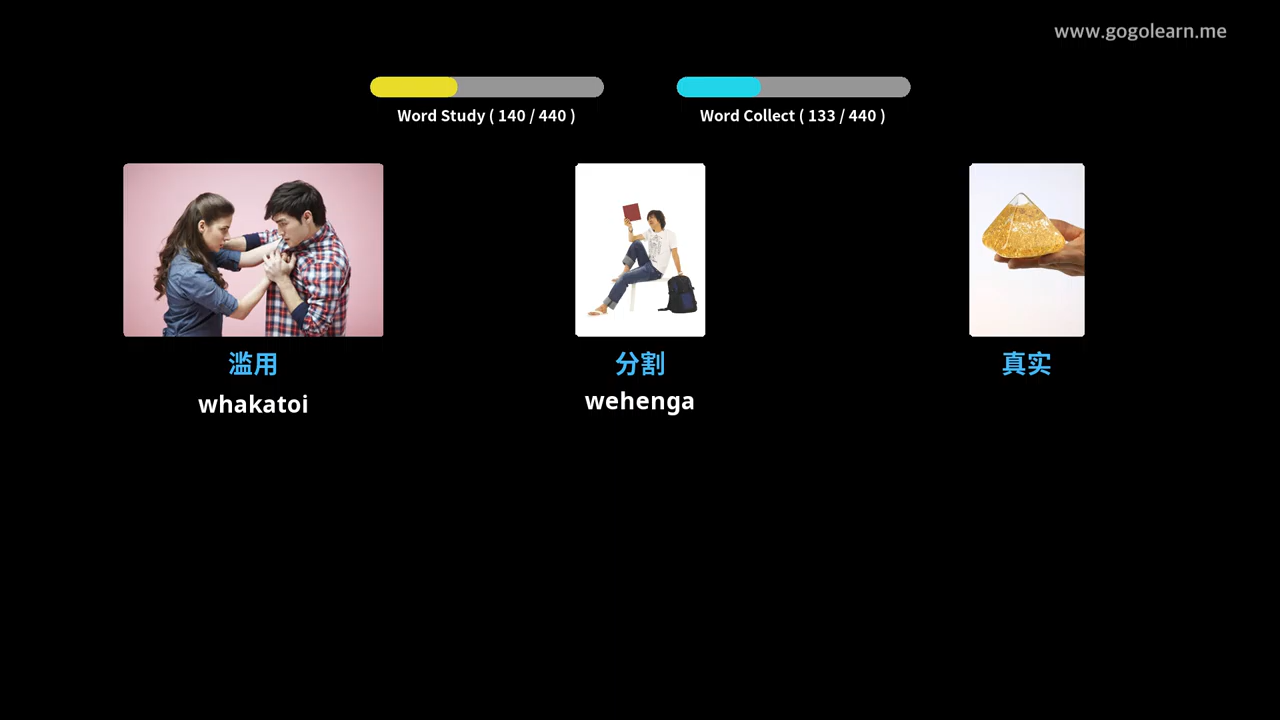 www.gogolearn.me
Word Study ( 140 / 440 )
Word Collect ( 133 / 440 )
滥用
分割
真实
whakatoi
wehenga